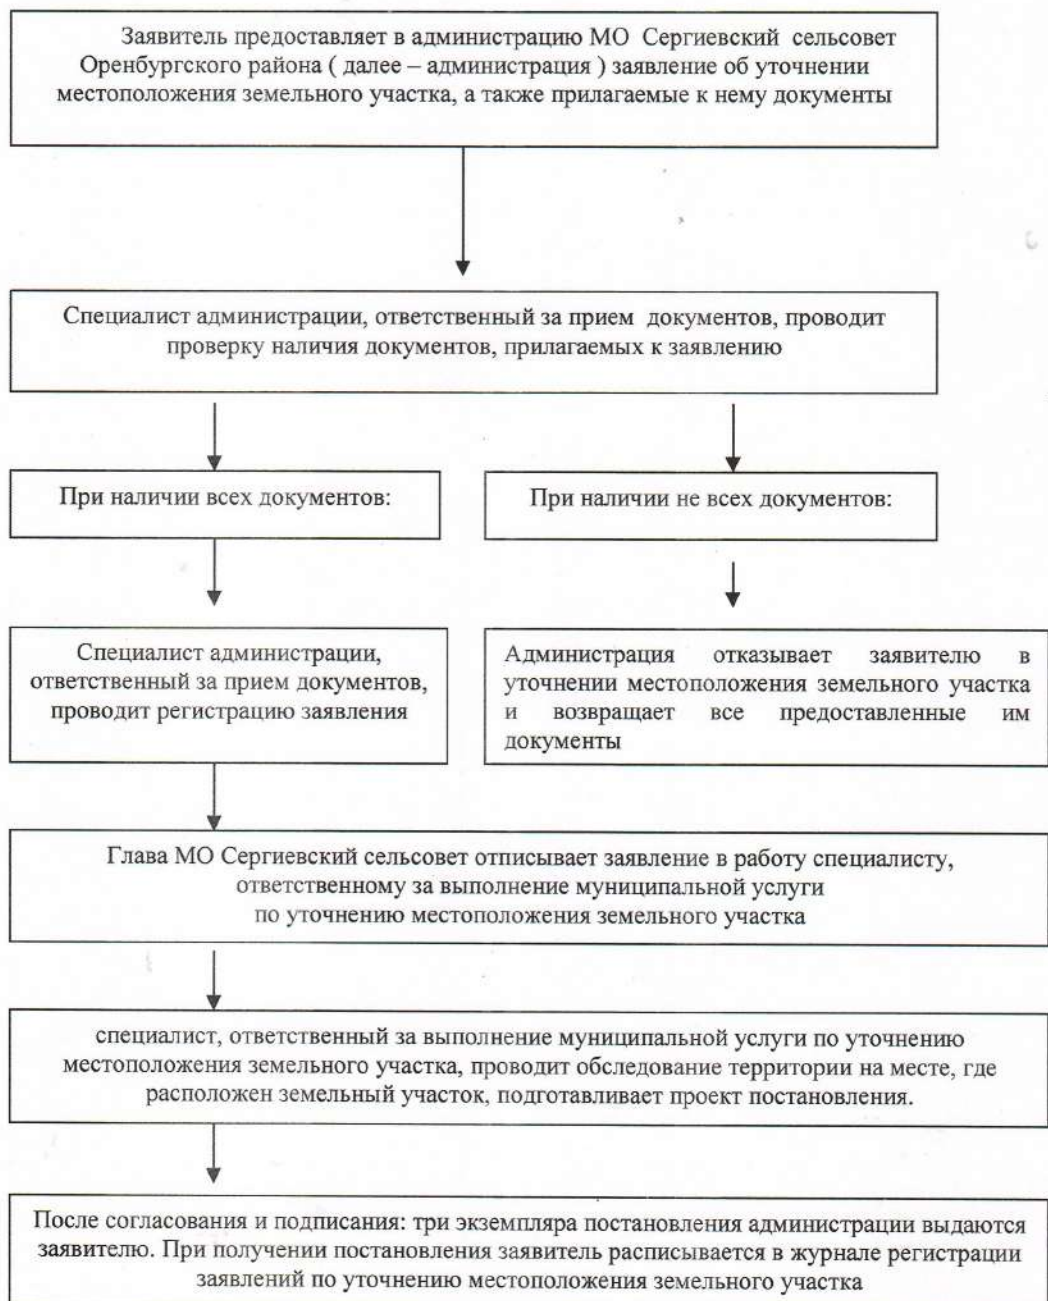 Заявитель предоставляет в администрацию МО Сергиевский сельсовет
Оренбургского района ( далее – администрация ) заявление об уточнении
местоположения земельного участка, а также прилагаемые к нему документы
Специалист администрации, ответственный за прием документов, проводит
проверку наличия документов, прилагаемых к заявлению
При наличии всех документов:
При наличии не всех документов:
Специалист администрации,
ответственный за прием документов,
проводит регистрацию заявления
Администрация отказывает заявителю в
уточнении местоположения земельного участка
и возвращает все предоставленные им
документы
Глава МО Сергиевский сельсовет отписывает заявление в работу специалисту,
ответственному за выполнение муниципальной услуги
по уточнению местоположения земельного участка
специалист, ответственный за выполнение муниципальной услуги по уточнению
местоположения земельного участка, проводит обследование территории на месте, где
расположен земельный участок, подготавливает проект постановления.
После согласования и подписания: три экземпляра постановления администрации выдаются
заявителю. При получении постановления заявитель расписывается в журнале регистрации
заявлений по уточнению местоположения земельного участка